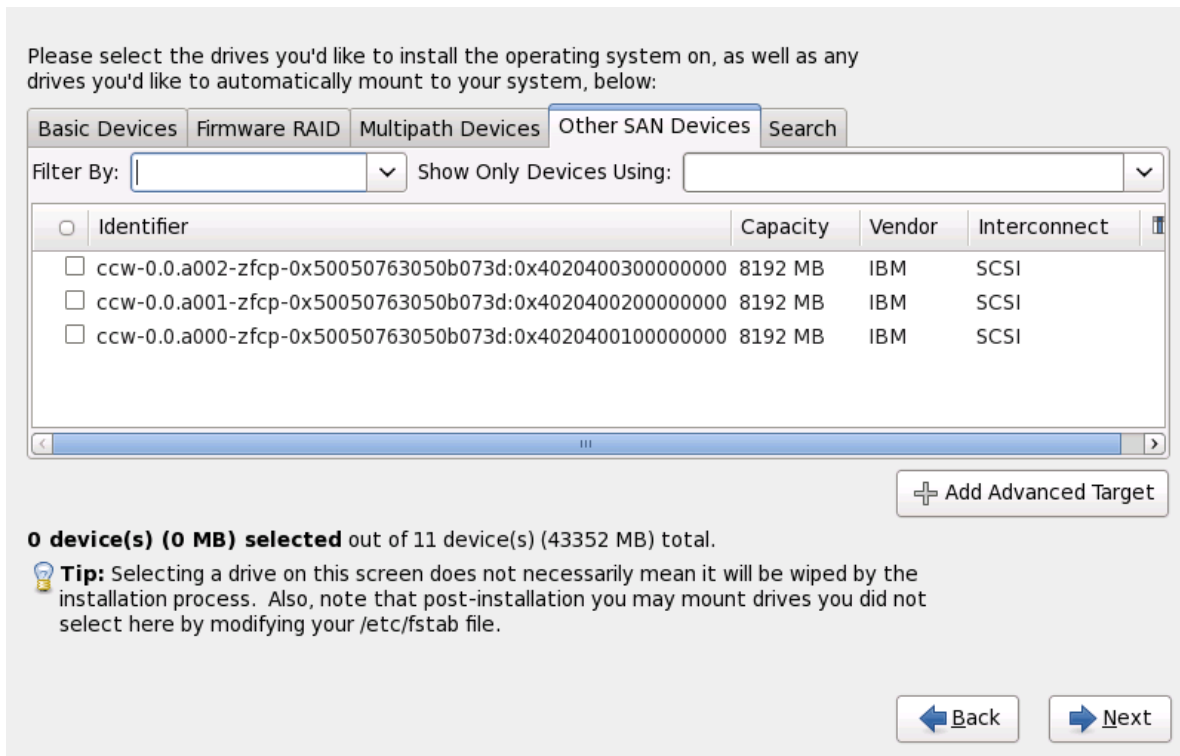 Please select the drives you'd like to install the operating system on, as well as any
drives you'd like to automatically mount to your system, below:
Basic Devices Firmware RAID Multipath Devices Other SAN Devices Search
Filter By: Show Only Devices Using:
Identifier Capacity Vendor Interconnect
ccw-0.0.a002-zfcp-0x50050763050b073d:0x4020400300000000 8192 MB IBM SCSI
ccw-0.0.a001-zfcp-0x50050763050b073d:0x4020400200000000 8192 MB IBM SCSI
ccw-0.0.a000-zfcp-0x50050763050b073d:0x4020400100000000 8192 MB IBM SCSI
Add Advanced Target
0 device(s) (0 MB) selected out of 11 device(s) (43352 MB) total.
Tip: Selecting a drive on this screen does not necessarily mean it will be wiped by the
installation process. Also, note that post-installation you may mount drives you did not
select here by modifying your /etc/fstab file.
Back Next